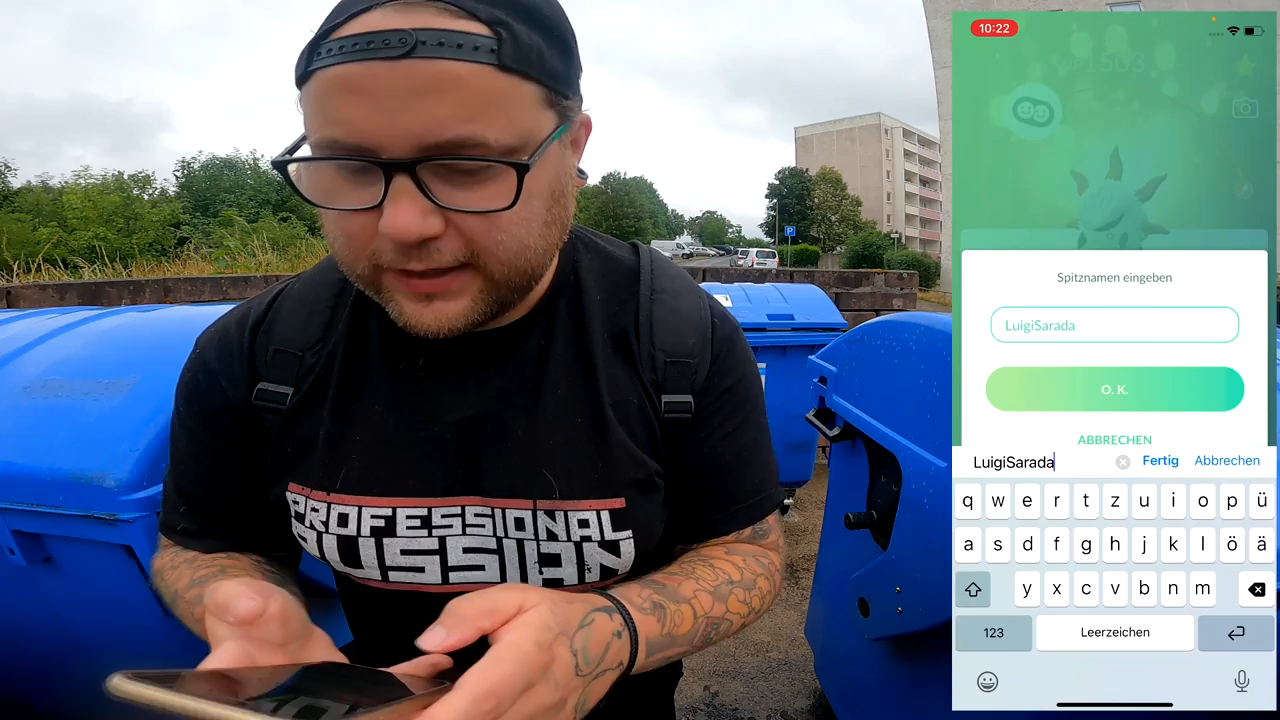 PROFESSIONAL
RUSSIAN
P
10:22
Spitznamen eingeben
LuigiSarada
O. K.
ABBRECHEN
LuigiSarada
Fertig
Abbrechen
q w e r t z u i o p ü
a s d f g h j k l ö ä
y x c v b n m
123
Leerzeichen